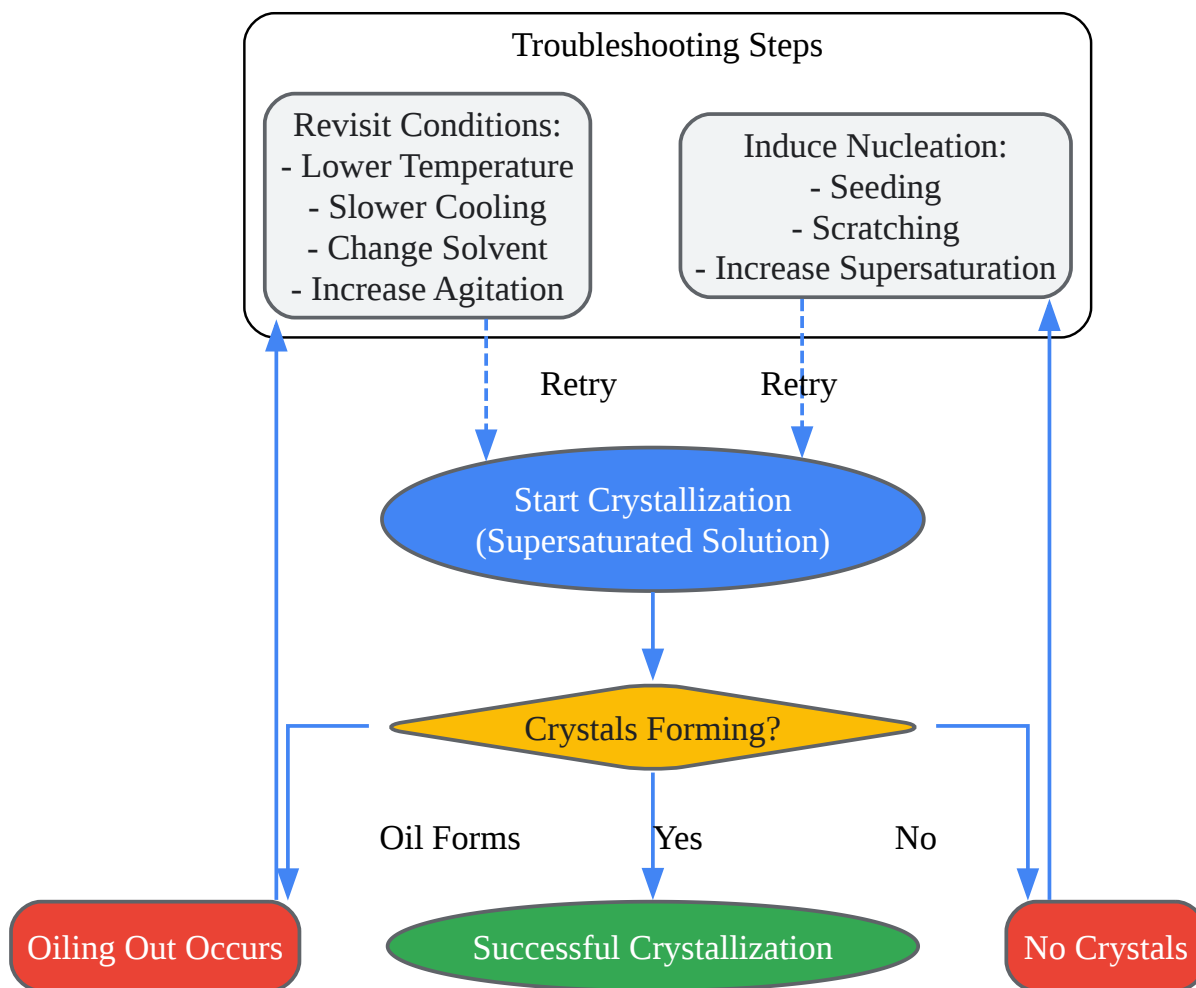 Troubleshooting Steps
Revisit Conditions:
- Lower Temperature
- Slower Cooling
- Change Solvent
- Increase Agitation
Induce Nucleation:
- Seeding
- Scratching
- Increase Supersaturation
Retry
Retry
Start Crystallization
(Supersaturated Solution)
Crystals Forming?
Oil Forms
Yes
No
Oiling Out Occurs
Successful Crystallization
No Crystals